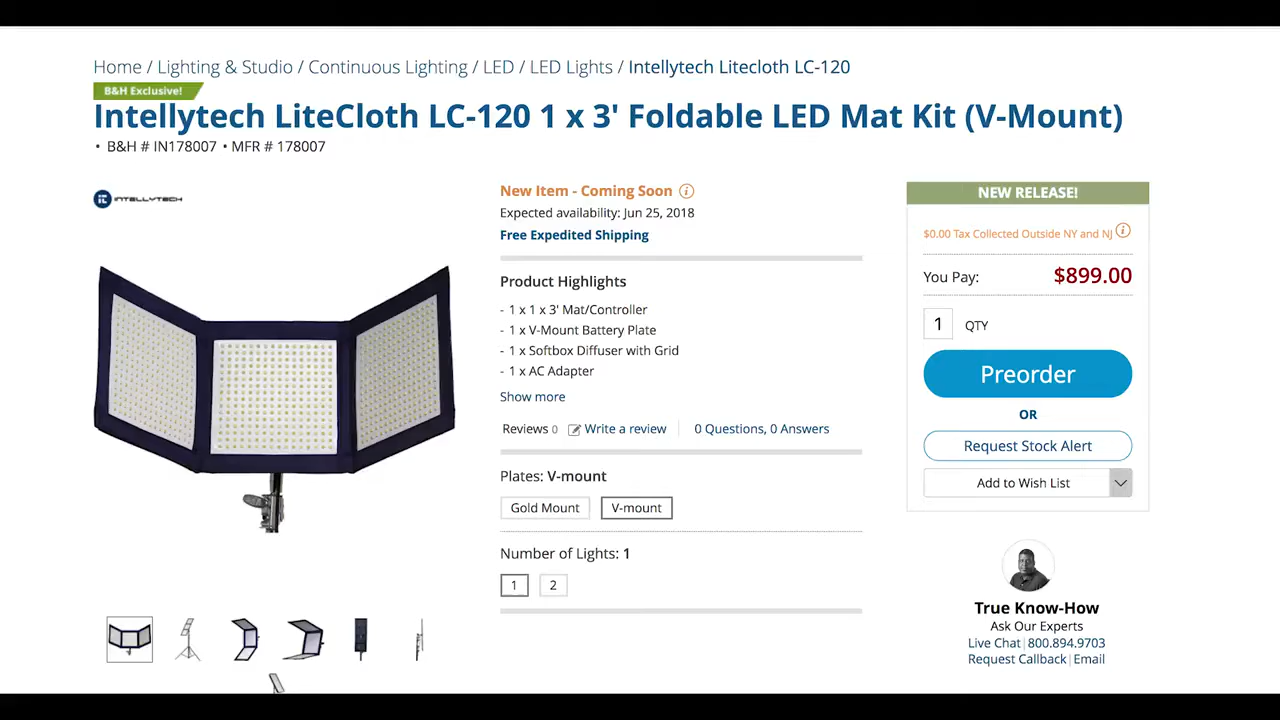 Home / Lighting & Studio / Continuous Lighting / LED / LED Lights / Intellytech Litecloth LC-120
B&H Exclusive!
Intellytech LiteCloth LC-120 1 x 3' Foldable LED Mat Kit (V-Mount)
• B&H # IN178007 • MFR # 178007
INTELLYTECH
New Item - Coming Soon
Expected availability: Jun 25, 2018
Free Expedited Shipping
Product Highlights
- 1 x 1 x 3' Mat/Controller
- 1 x V-Mount Battery Plate
- 1 x Softbox Diffuser with Grid
- 1 x AC Adapter
Show more
Reviews 0 Write a review 0 Questions, 0 Answers
Plates: V-mount
Gold Mount V-mount
Number of Lights: 1
1 2
NEW RELEASE!
$0.00 Tax Collected Outside NY and NJ
You Pay: $899.00
1 QTY
Preorder
OR
Request Stock Alert
Add to Wish List
True Know-How
Ask Our Experts
Live Chat | 800.894.9703
Request Callback | Email